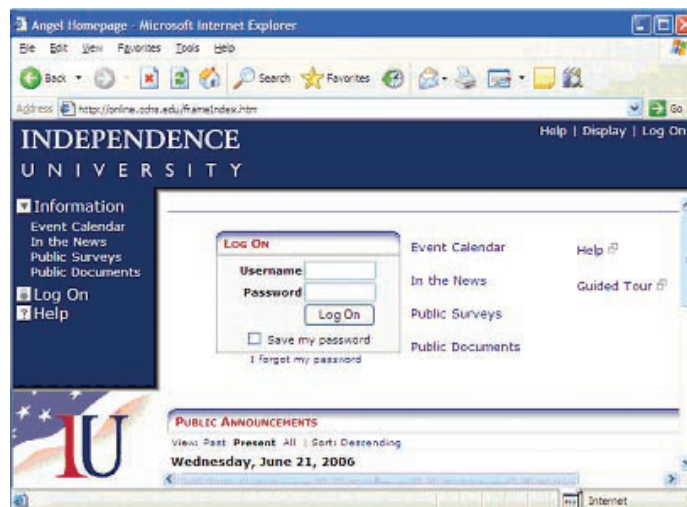 Angel Homepage - Microsoft Internet Explorer
File Edit View Favorites Tools Help
Back Search Favorites
Address http://online.cchs.edu/frameIndex.htm Go
INDEPENDENCE
UNIVERSITY
Help | Display | Log On
Information
Event Calendar
In the News
Public Surveys
Public Documents
Log On
Help
LOG ON
Username
Password
Log On
Save my password
I forgot my password
Event Calendar
In the News
Public Surveys
Public Documents
Help
Guided Tour
IU
PUBLIC ANNOUNCEMENTS
View: Past Present All | Sort: Descending
Wednesday, June 21, 2006
Internet